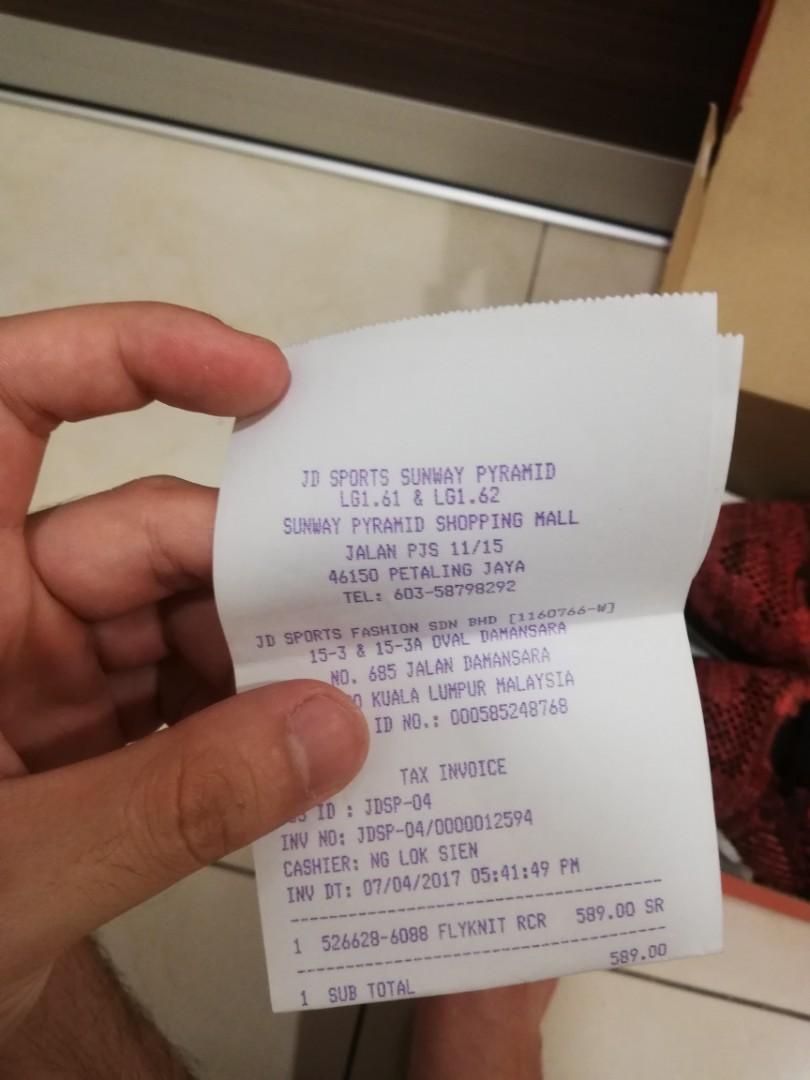 JD SPORTS SUNWAY PYRAMID
LG1.61 & LG1.62
SUNWAY PYRAMID SHOPPING MALL
JALAN PJS 11/15
46150 PETALING JAYA
TEL: 603-58798292
JD SPORTS FASHION SDN BHD [1160766-W]
15-3 & 15-3A OVAL DAMANSARA
NO. 685 JALAN DAMANSARA
KUALA LUMPUR MALAYSIA
ID NO.: 000585248768
TAX INVOICE
ID : JDSP-04
INV NO: JDSP-04/0000012594
CASHIER: NG LOK SIEN
INV DT: 07/04/2017 05:41:49 PM
1 526628-6088 FLYKNIT RCR 589.00 SR
1 SUB TOTAL 589.00